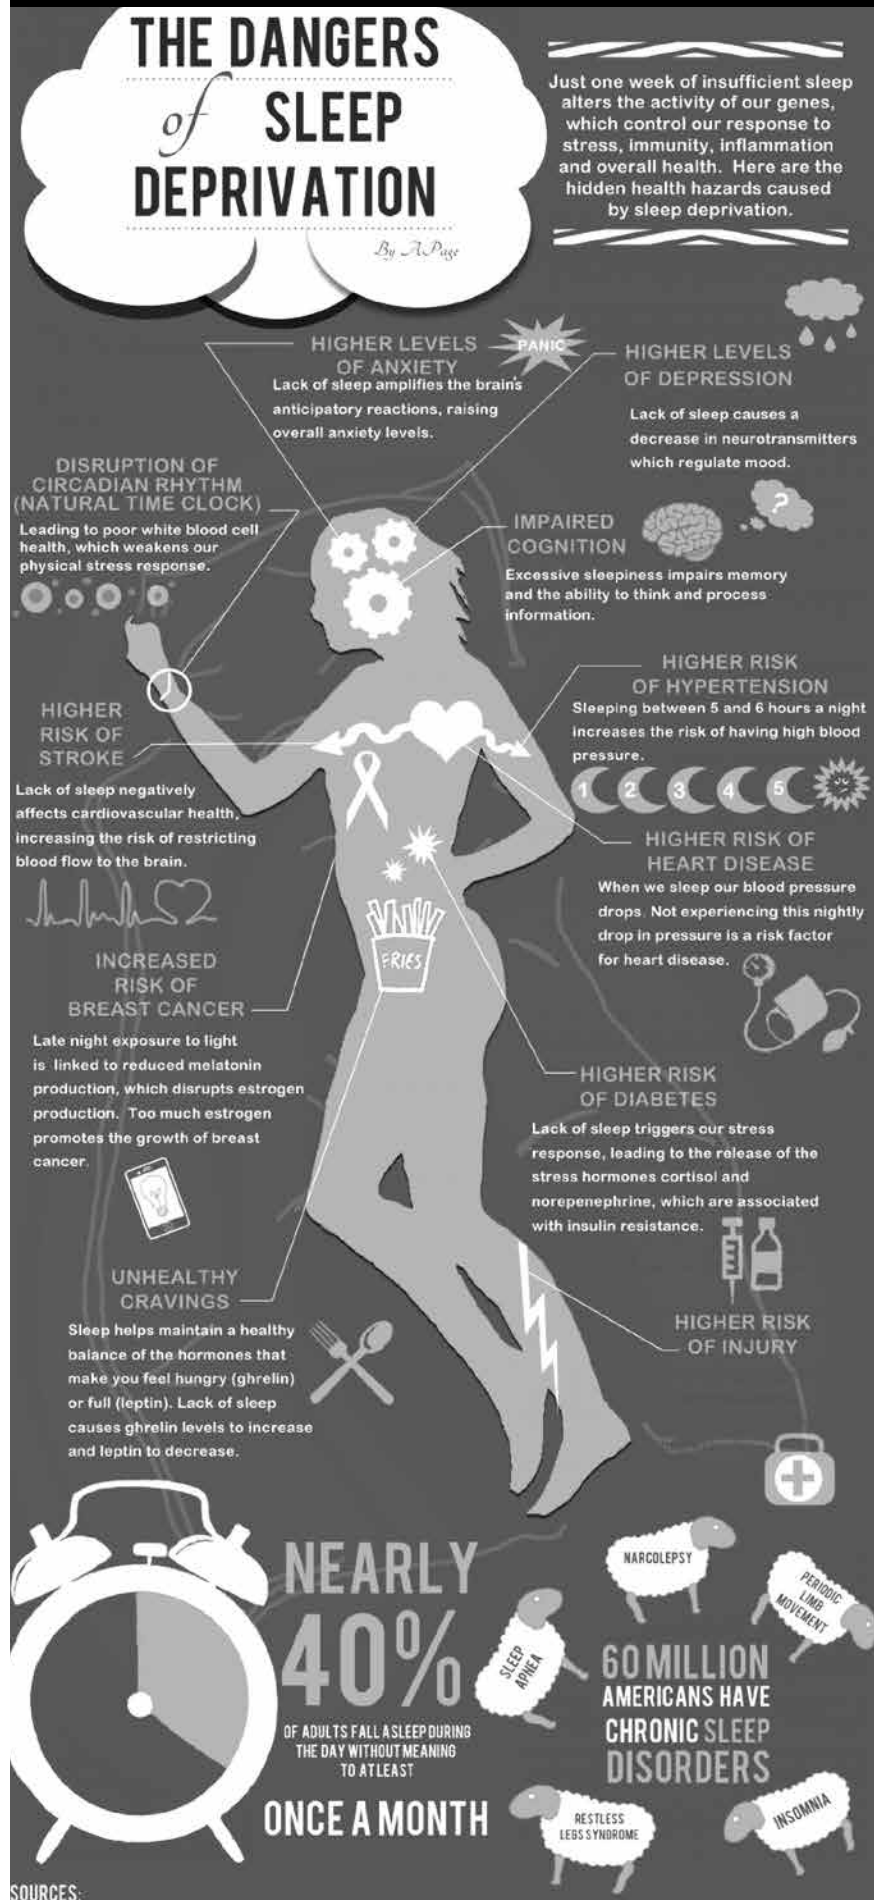 THE DANGERS
of SLEEP
DEPRIVATION
By A.Page
Just one week of insufficient sleep
alters the activity of our genes,
which control our response to
stress, immunity, inflammation
and overall health. Here are the
hidden health hazards caused
by sleep deprivation.
HIGHER LEVELS
OF ANXIETY
PANIC
Lack of sleep amplifies the brain's
anticipatory reactions, raising
overall anxiety levels.
HIGHER LEVELS
OF DEPRESSION
Lack of sleep causes a
decrease in neurotransmitters
which regulate mood.
DISRUPTION OF
CIRCADIAN RHYTHM
(NATURAL TIME CLOCK)
Leading to poor white blood cell
health, which weakens our
physical stress response.
IMPAIRED
COGNITION
?
Excessive sleepiness impairs memory
and the ability to think and process
information.
HIGHER RISK
OF HYPERTENSION
Sleeping between 5 and 6 hours a night
increases the risk of having high blood
pressure.
1 2 3 4 5
HIGHER
RISK OF
STROKE
Lack of sleep negatively
affects cardiovascular health,
increasing the risk of restricting
blood flow to the brain.
HIGHER RISK OF
HEART DISEASE
When we sleep our blood pressure
drops. Not experiencing this nightly
drop in pressure is a risk factor
for heart disease.
FRIES
INCREASED
RISK OF
BREAST CANCER
Late night exposure to light
is linked to reduced melatonin
production, which disrupts estrogen
production. Too much estrogen
promotes the growth of breast
cancer.
HIGHER RISK
OF DIABETES
Lack of sleep triggers our stress
response, leading to the release of the
stress hormones cortisol and
norepenephrine, which are associated
with insulin resistance.
UNHEALTHY
CRAVINGS
Sleep helps maintain a healthy
balance of the hormones that
make you feel hungry (ghrelin)
or full (leptin). Lack of sleep
causes ghrelin levels to increase
and leptin to decrease.
HIGHER RISK
OF INJURY
NEARLY
40%
OF ADULTS FALL ASLEEP DURING
THE DAY WITHOUT MEANING
TO AT LEAST
ONCE A MONTH
NARCOLEPSY
PERIODIC
LIMB
MOVEMENT
SLEEP
APNEA
60 MILLION
AMERICANS HAVE
CHRONIC SLEEP
DISORDERS
RESTLESS
LEGS SYNDROME
INSOMNIA
SOURCES: